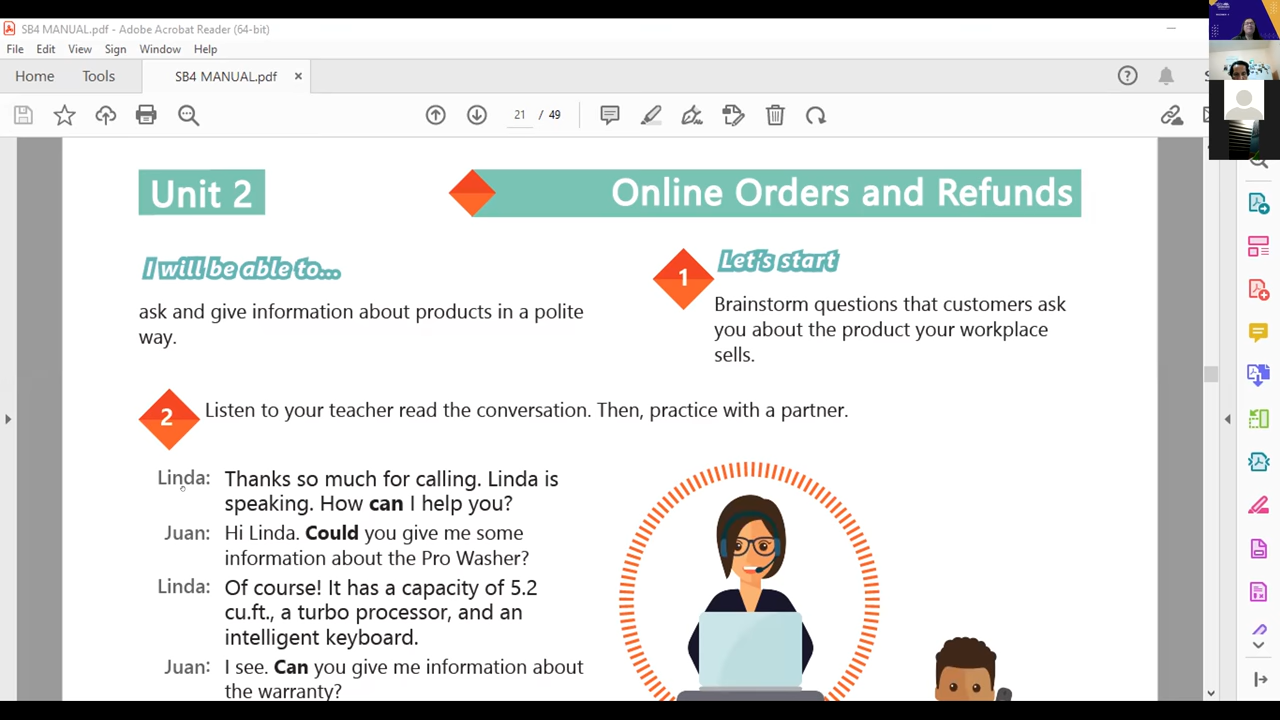 SB4 MANUAL.pdf - Adobe Acrobat Reader (64-bit)
File Edit View Sign Window Help
Home Tools SB4 MANUAL.pdf ×
21 / 49
Unit 2
Online Orders and Refunds
I will be able to...
ask and give information about products in a polite
way.
1
Let's start
Brainstorm questions that customers ask
you about the product your workplace
sells.
2
Listen to your teacher read the conversation. Then, practice with a partner.
Linda: Thanks so much for calling. Linda is
speaking. How can I help you?
Juan: Hi Linda. Could you give me some
information about the Pro Washer?
Linda: Of course! It has a capacity of 5.2
cu.ft., a turbo processor, and an
intelligent keyboard.
Juan: I see. Can you give me information about
the warranty?